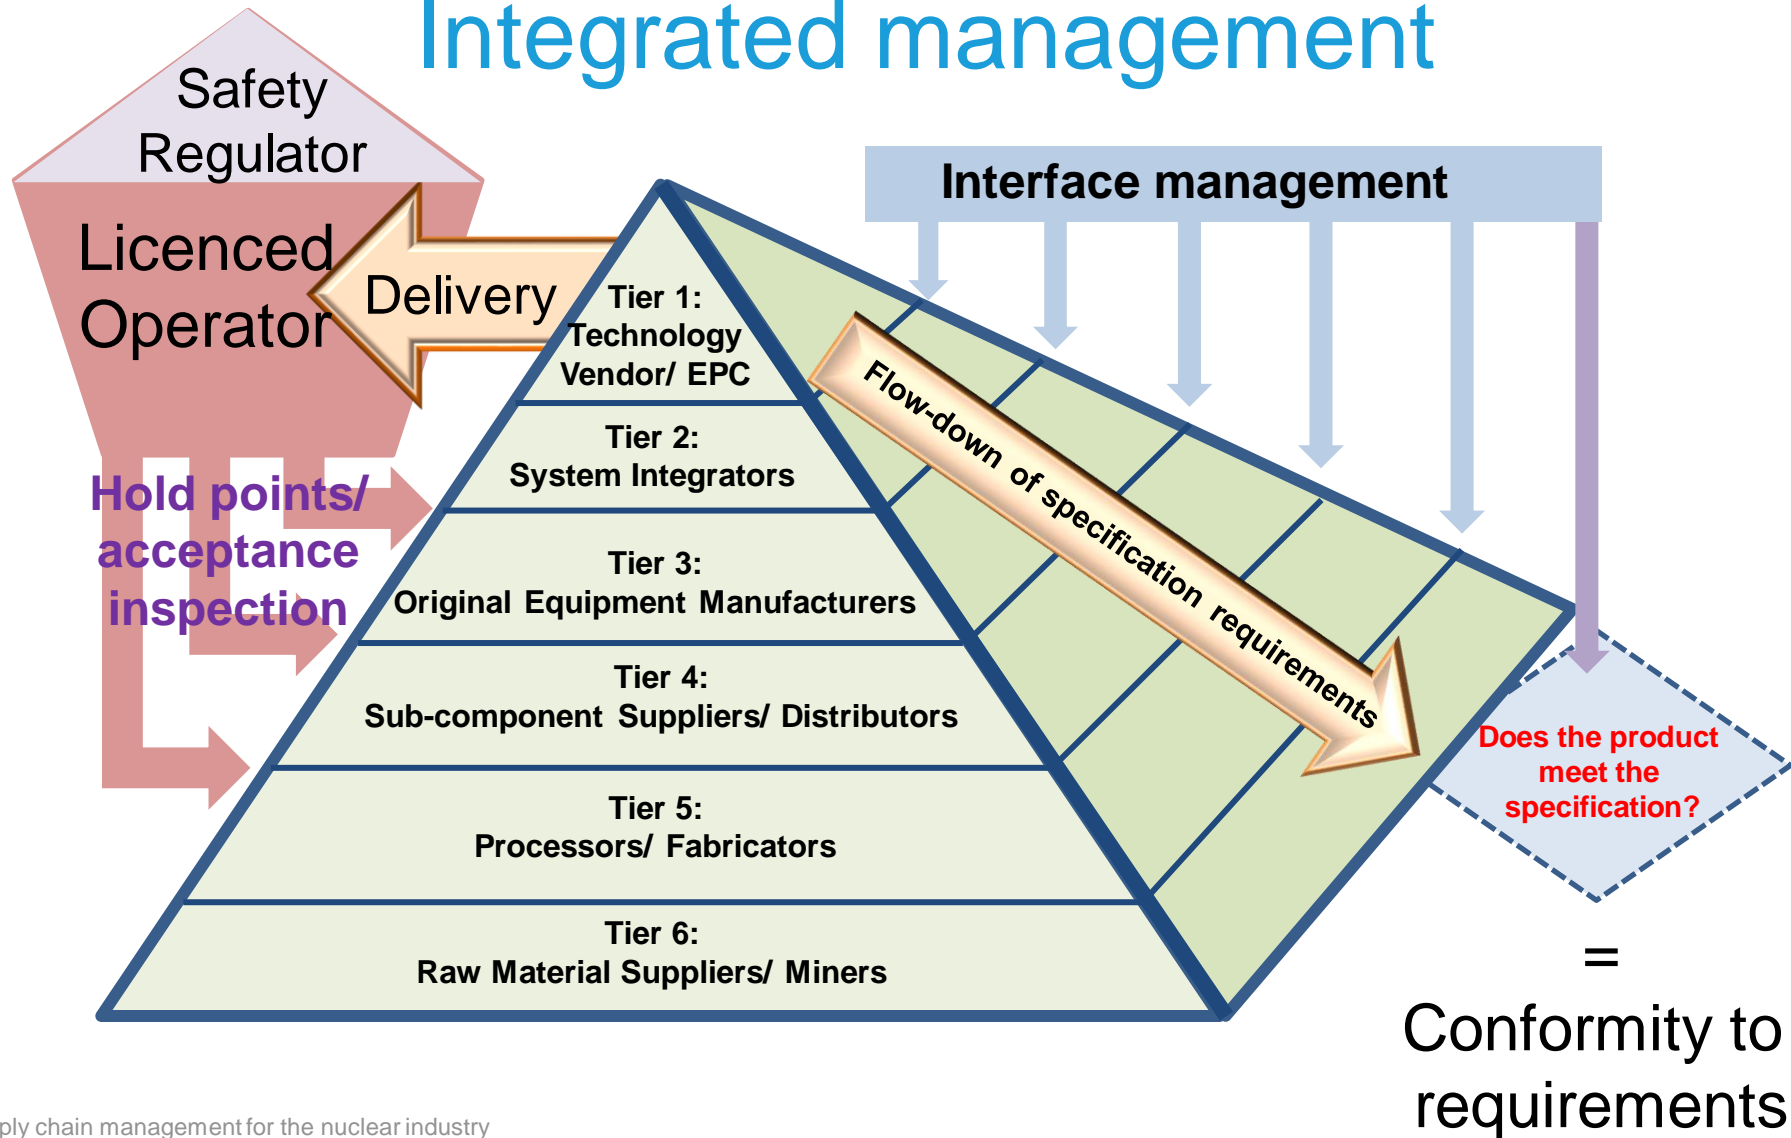 Integrated management
Safety
Regulator
Licenced
Operator
Delivery
Interface management
Tier 1:
Technology
Vendor/ EPC
Tier 2:
System Integrators
Tier 3:
Original Equipment Manufacturers
Tier 4:
Sub-component Suppliers/ Distributors
Tier 5:
Processors/ Fabricators
Tier 6:
Raw Material Suppliers/ Miners
Flow-down of specification requirements
Hold points/
acceptance
inspection
Does the product
meet the
specification?
=
Conformity to
requirements
ply chain management for the nuclear industry